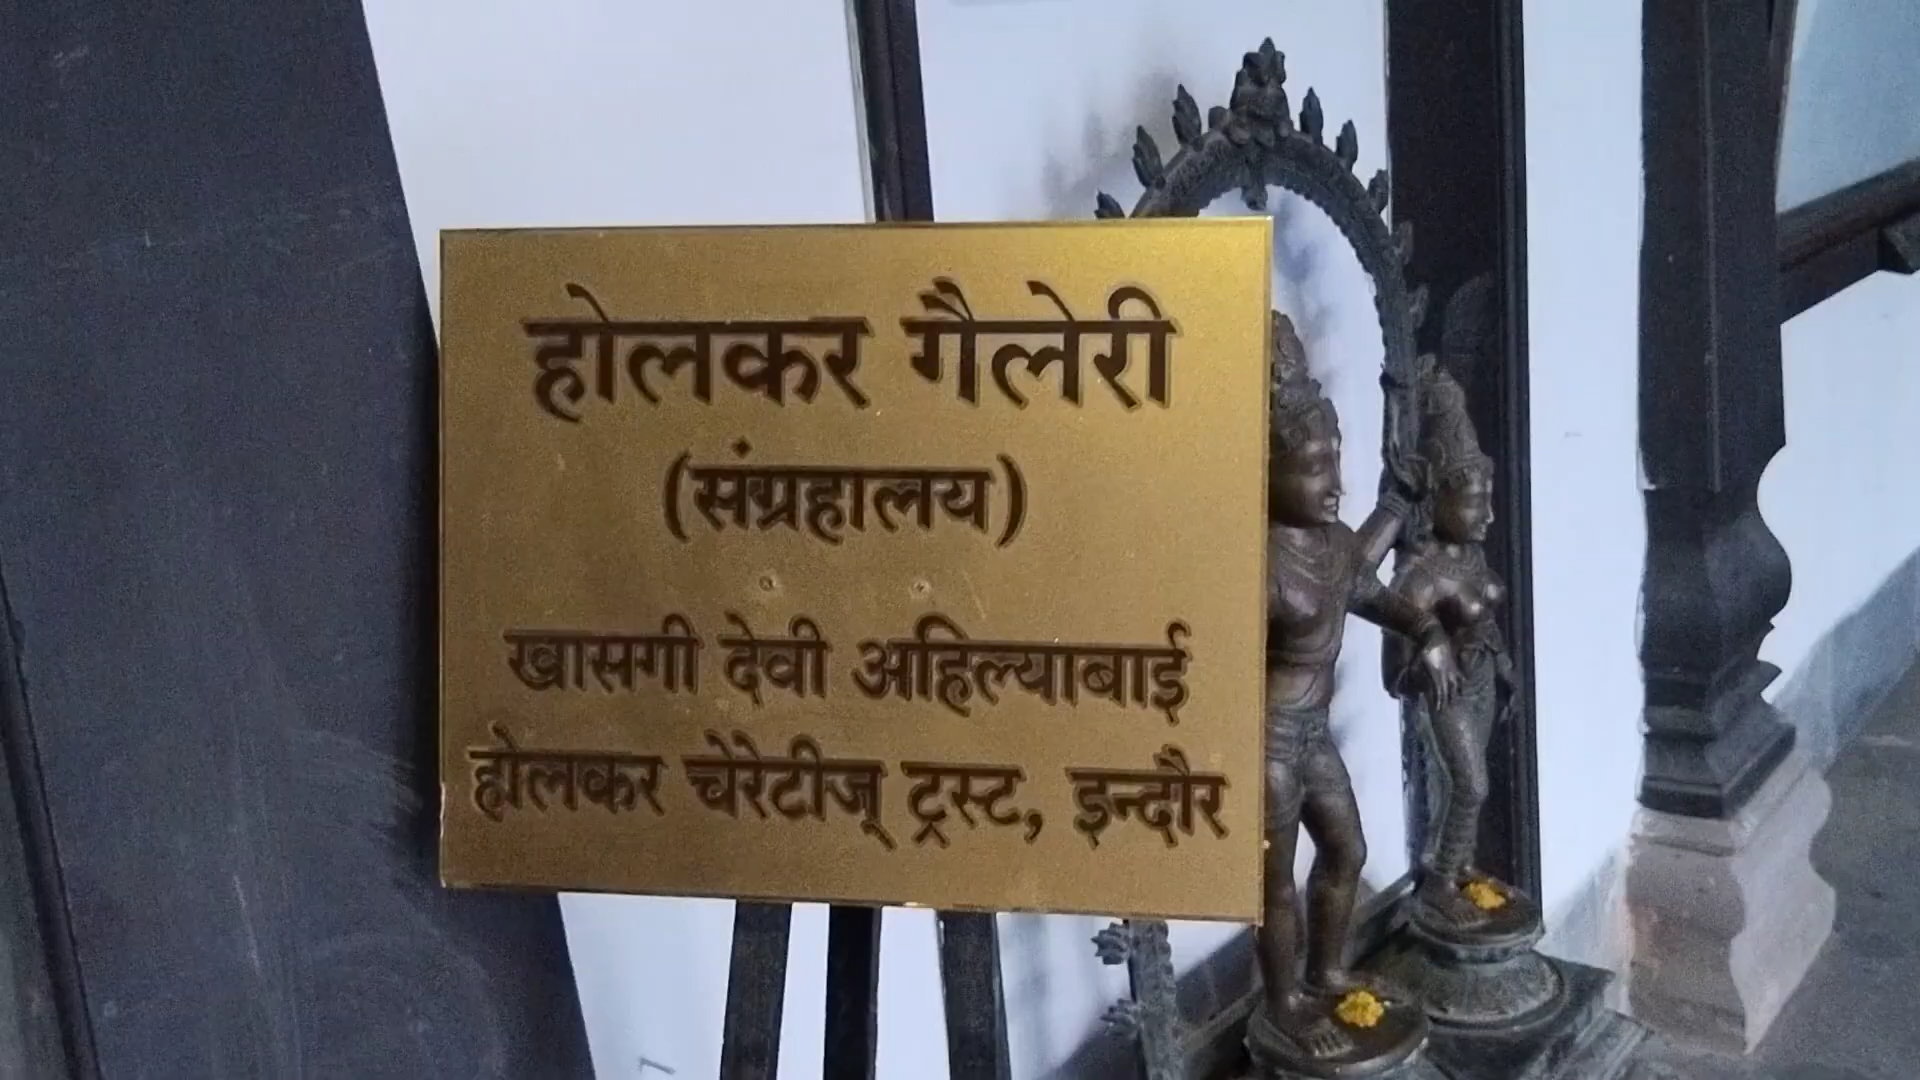 होलकर गैलेरी
(संग्रहालय)
खासगी देवी अहिल्याबाई
होलकर चेरेटीज् ट्रस्ट, इन्दौर